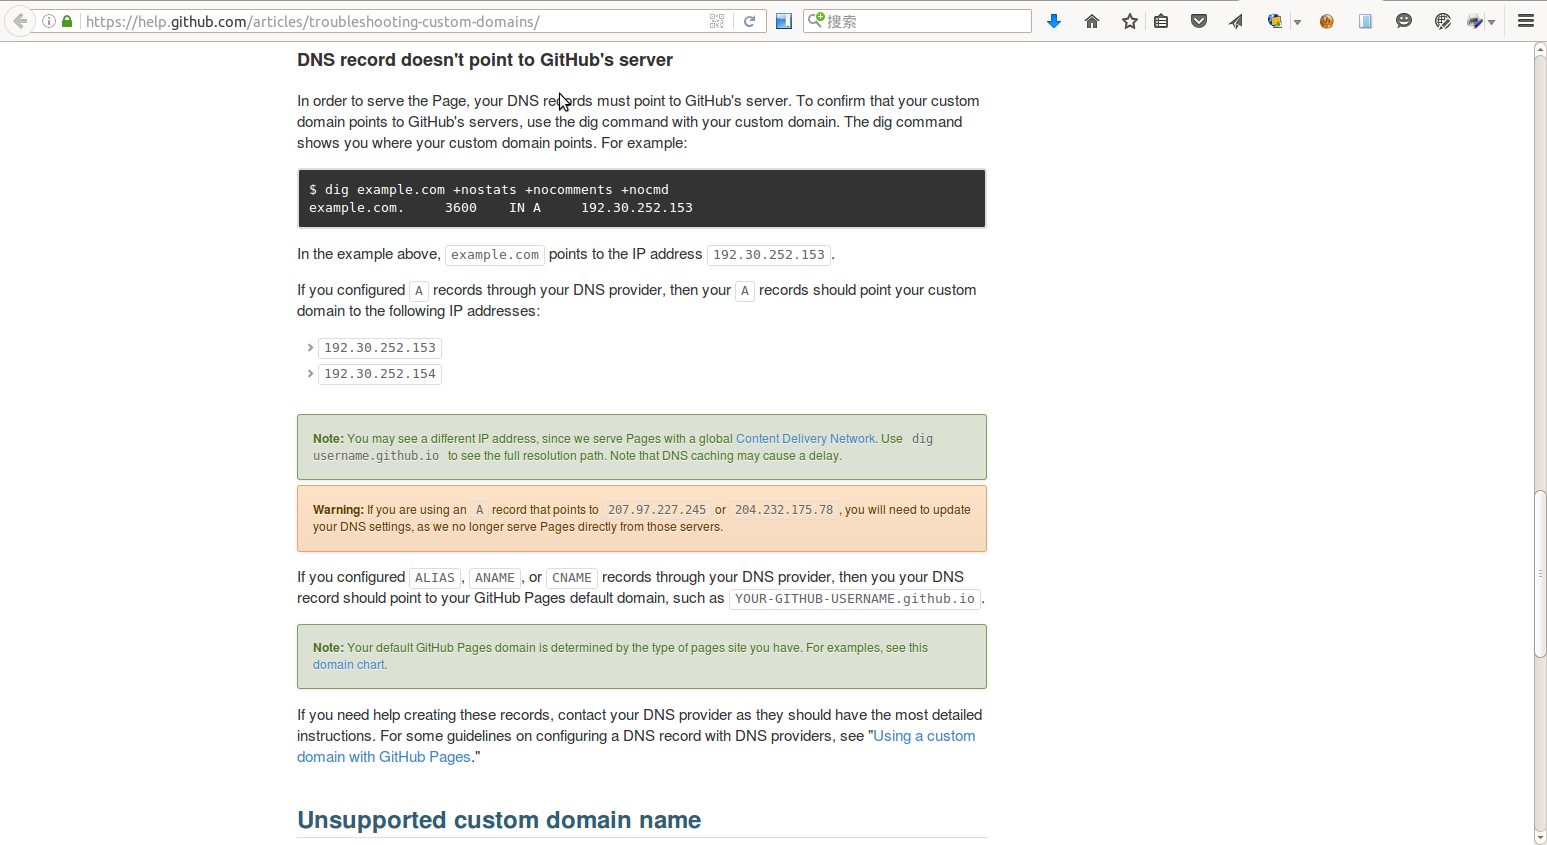 https://help.github.com/articles/troubleshooting-custom-domains/
搜索
DNS record doesn't point to GitHub's server
In order to serve the Page, your DNS records must point to GitHub's server. To confirm that your custom
domain points to GitHub's servers, use the dig command with your custom domain. The dig command
shows you where your custom domain points. For example:
$ dig example.com +nostats +nocomments +nocmd
example.com.     3600    IN A     192.30.252.153
In the example above, example.com points to the IP address 192.30.252.153.
If you configured A records through your DNS provider, then your A records should point your custom
domain to the following IP addresses:
192.30.252.153
192.30.252.154
Note: You may see a different IP address, since we serve Pages with a global Content Delivery Network. Use dig
username.github.io to see the full resolution path. Note that DNS caching may cause a delay.
Warning: If you are using an A record that points to 207.97.227.245 or 204.232.175.78, you will need to update
your DNS settings, as we no longer serve Pages directly from those servers.
If you configured ALIAS, ANAME, or CNAME records through your DNS provider, then you your DNS
record should point to your GitHub Pages default domain, such as YOUR-GITHUB-USERNAME.github.io.
Note: Your default GitHub Pages domain is determined by the type of pages site you have. For examples, see this
domain chart.
If you need help creating these records, contact your DNS provider as they should have the most detailed
instructions. For some guidelines on configuring a DNS record with DNS providers, see "Using a custom
domain with GitHub Pages."
Unsupported custom domain name